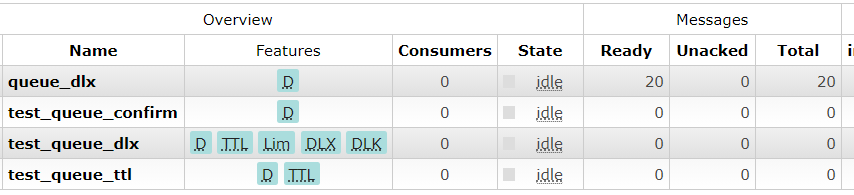 Overview Messages
Name Features Consumers State Ready Unacked Total
queue_dlx D 0 idle 20 0 20
test_queue_confirm D 0 idle 0 0 0
test_queue_dlx D TTL Lim DLX DLK 0 idle 0 0 0
test_queue_ttl D TTL 0 idle 0 0 0